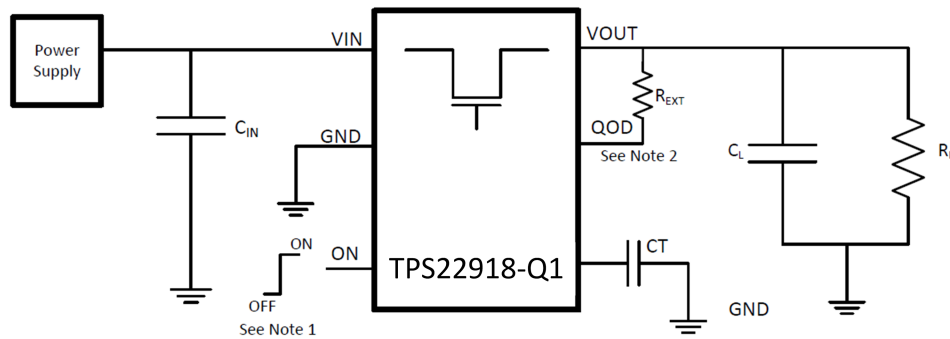 Power
Supply
VIN
VOUT
C_IN
GND
R_EXT
QOD
See Note 2
C_L
ON
ON
OFF
See Note 1
TPS22918-Q1
CT
GND